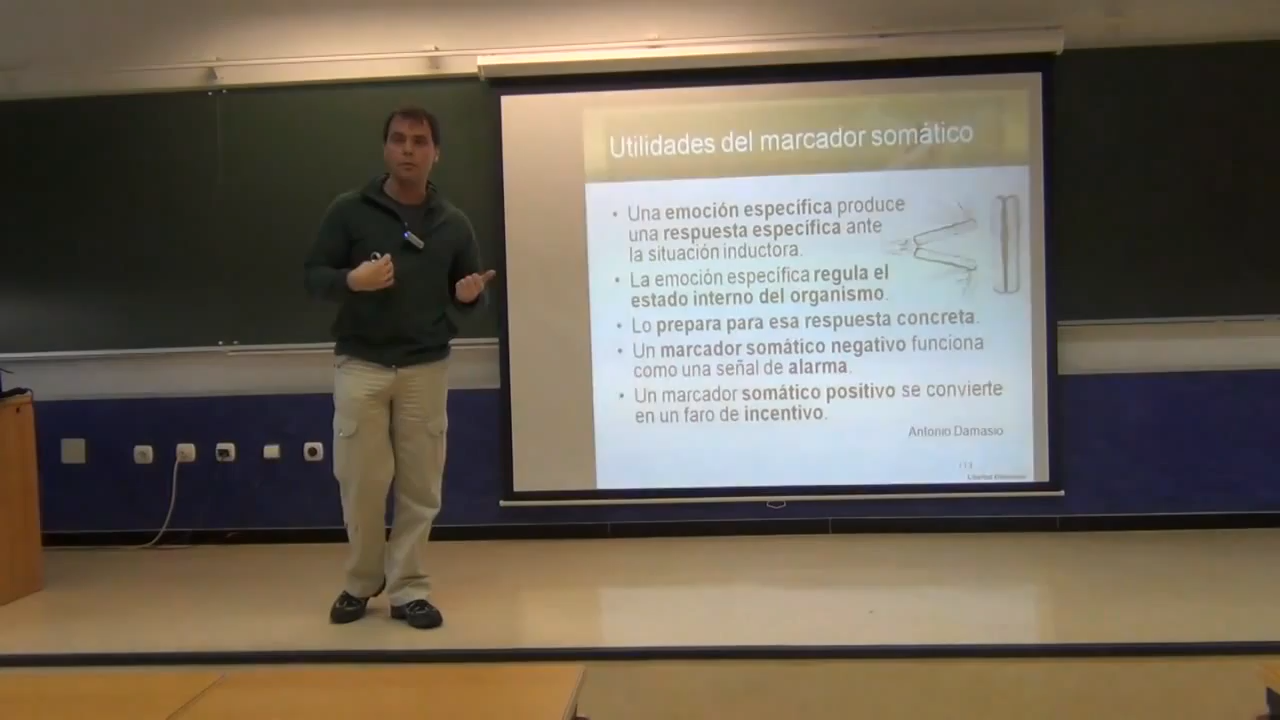 Utilidades del marcador somático
• Una emoción específica produce
una respuesta específica ante
la situación inductora.
• La emoción específica regula el
estado interno del organismo.
• Lo prepara para esa respuesta concreta.
• Un marcador somático negativo funciona
como una señal de alarma.
• Un marcador somático positivo se convierte
en un faro de incentivo.
Antonio Damasio